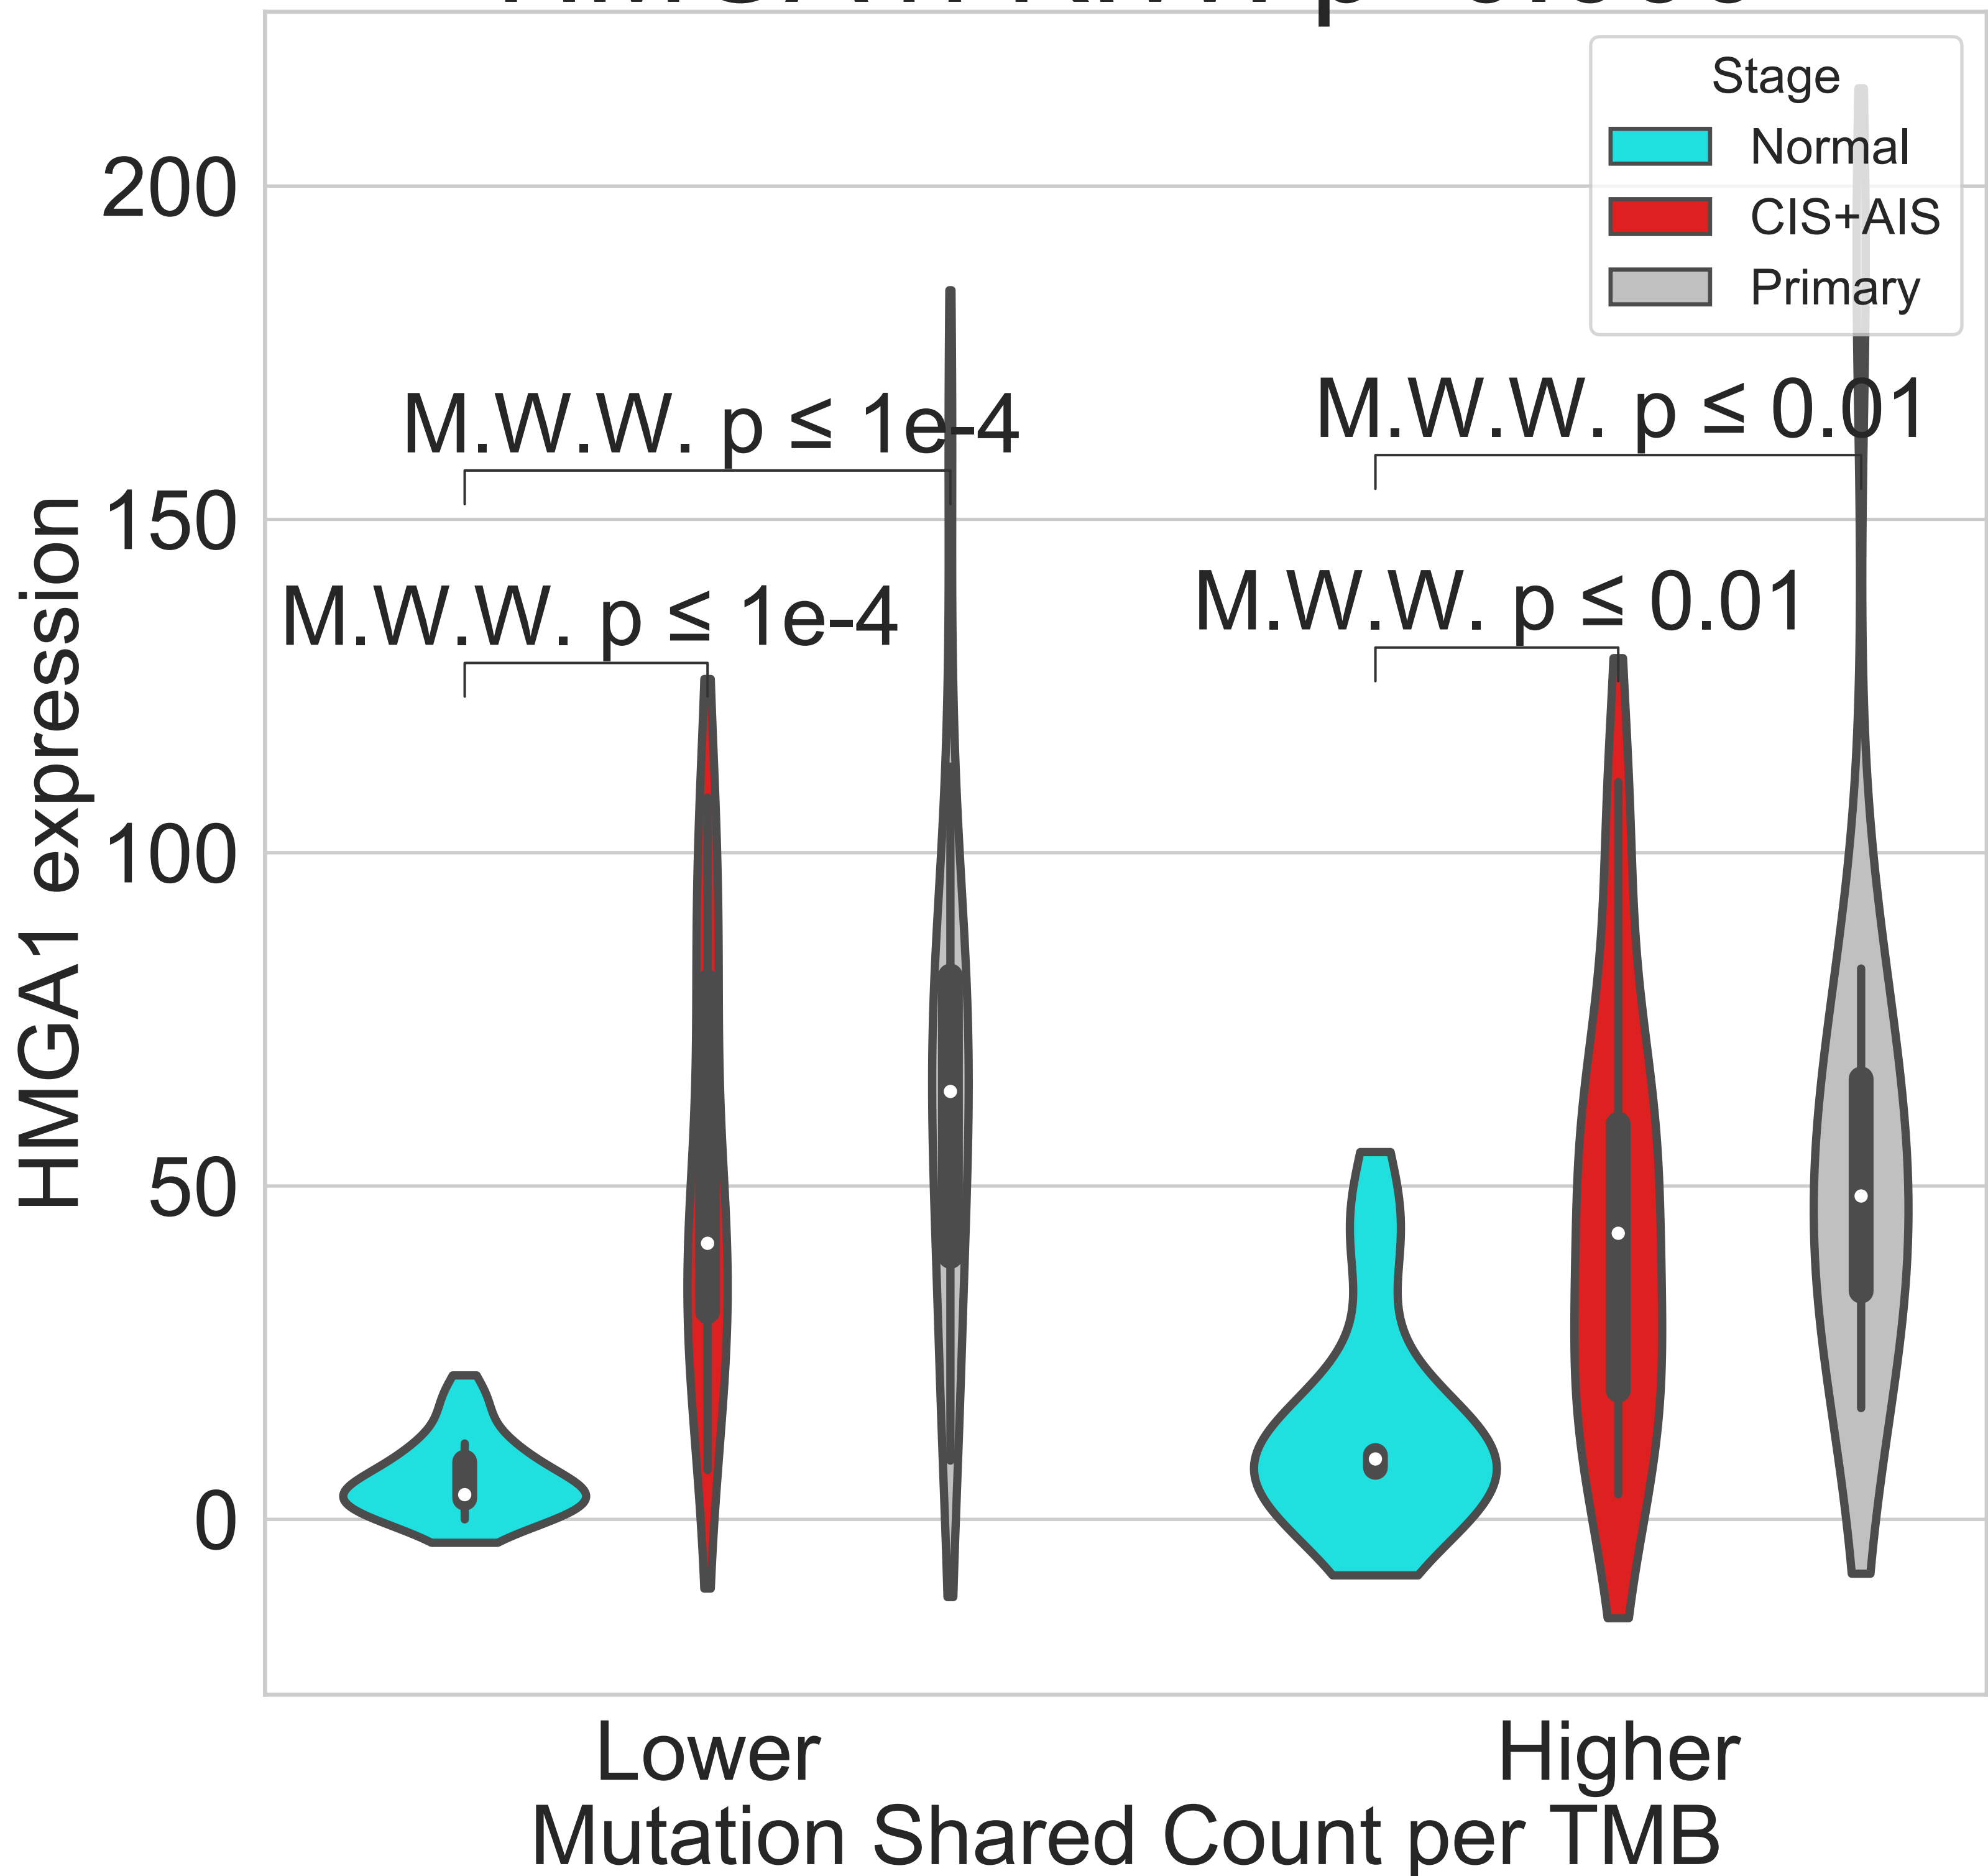 Stage
Normal
CIS+AIS
Primary
200
150
100
50
0
HMGA1 expression
M.W.W. p ≤ 1e-4
M.W.W. p ≤ 0.01
M.W.W. p ≤ 1e-4
M.W.W. p ≤ 0.01
Lower
Higher
Mutation Shared Count per TMB